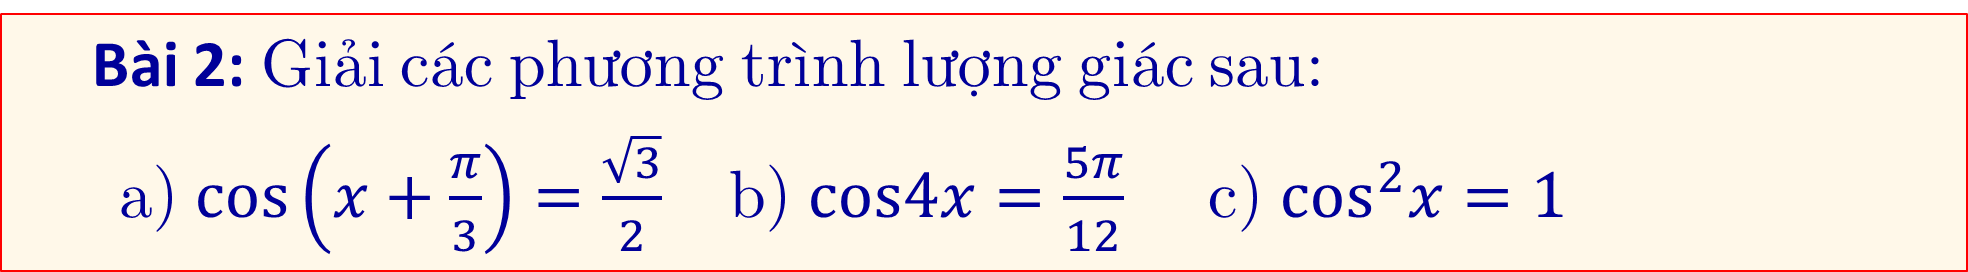 Bài 2: Giải các phương trình lượng giác sau:
a) cos(x + π/3) = √3/2 b) cos4x = 5π/12 c) cos²x = 1